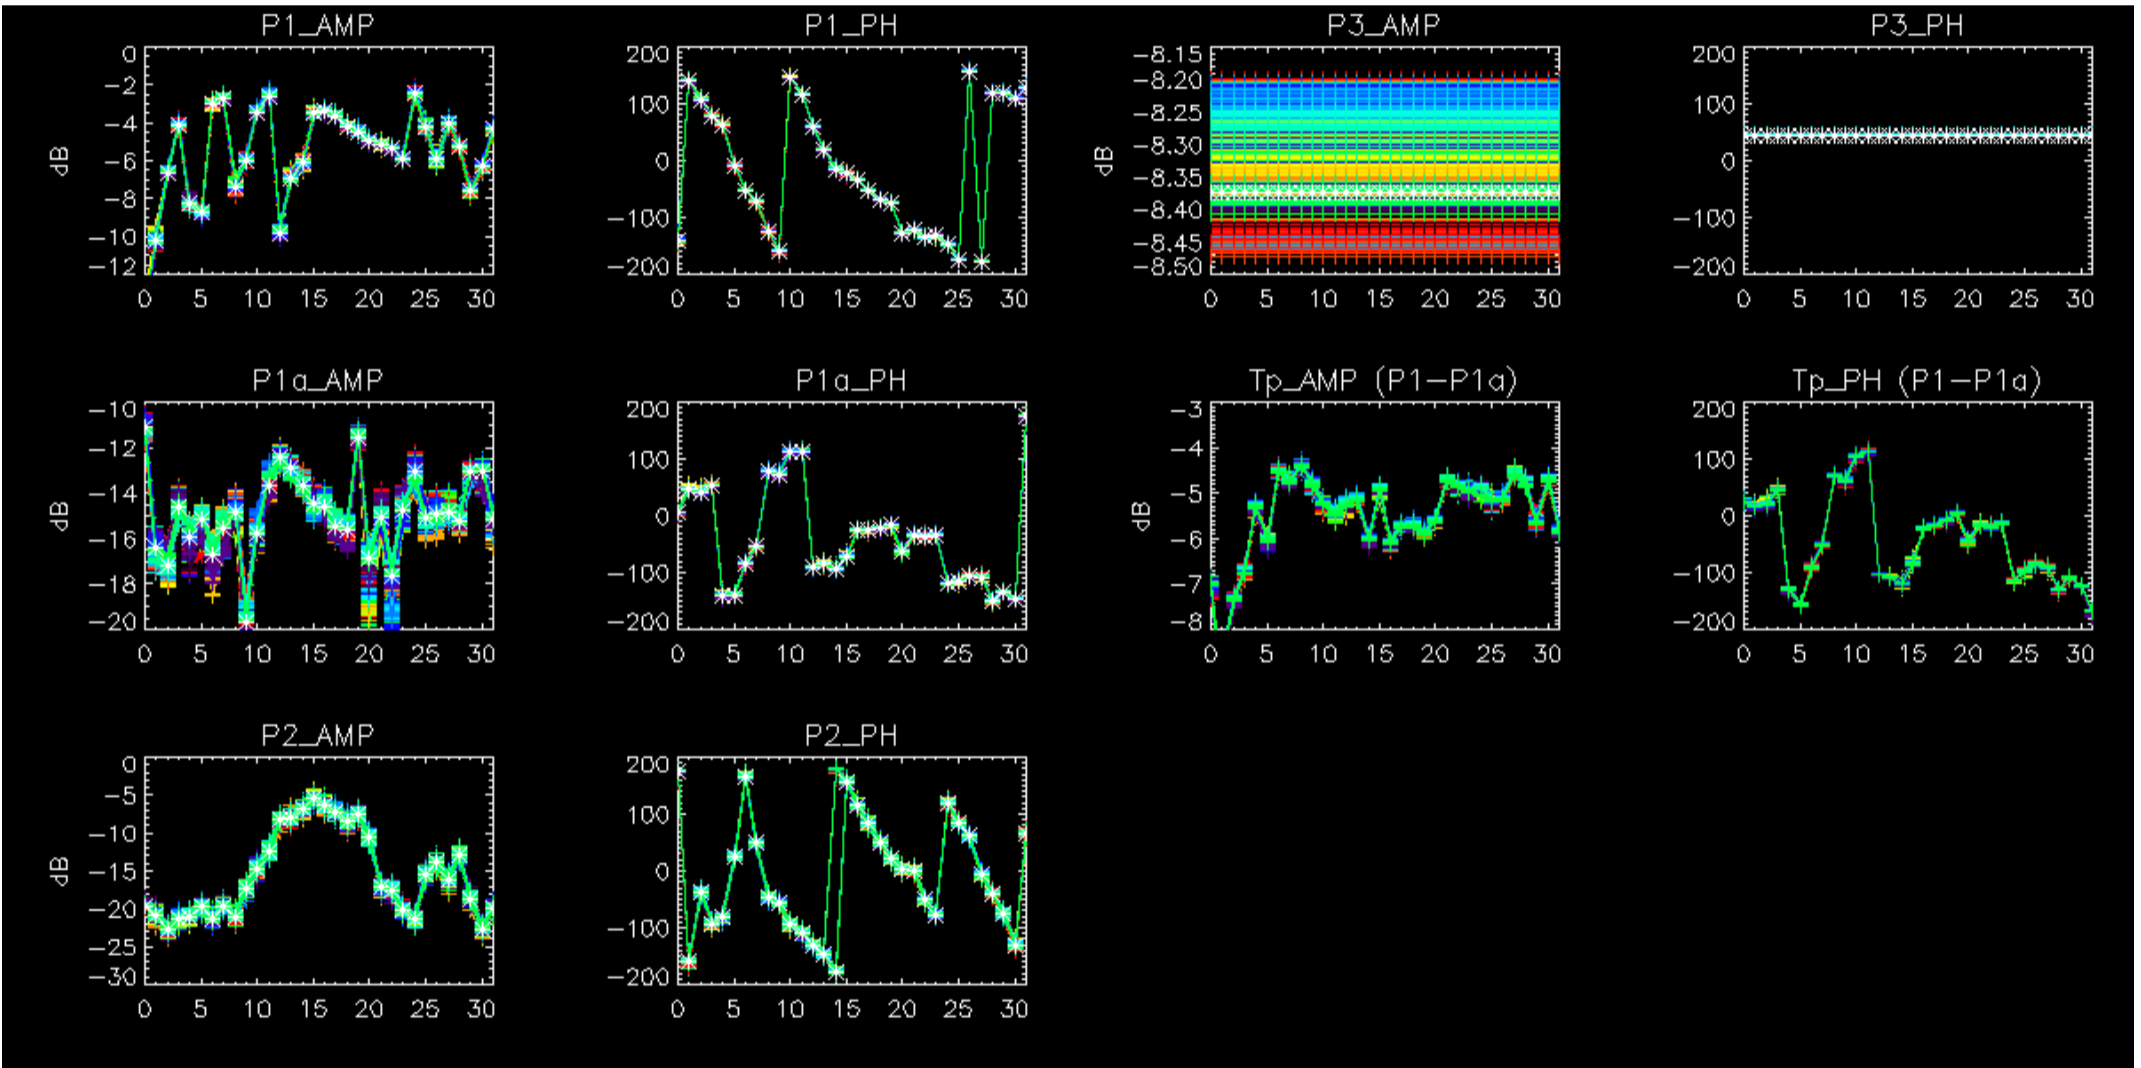 P1_AMP
0
-2
-4
-6
-8
-10
-12
dB
0 5 10 15 20 25 30
P1_PH
200
100
0
-100
-200
0 5 10 15 20 25 30
P3_AMP
-8.15
-8.20
-8.25
-8.30
-8.35
-8.40
-8.45
-8.50
dB
0 5 10 15 20 25 30
P3_PH
200
100
0
-100
-200
0 5 10 15 20 25 30
P1a_AMP
-10
-12
-14
-16
-18
-20
dB
0 5 10 15 20 25 30
P1a_PH
200
100
0
-100
-200
0 5 10 15 20 25 30
Tp_AMP (P1-P1a)
-3
-4
-5
-6
-7
-8
dB
0 5 10 15 20 25 30
Tp_PH (P1-P1a)
200
100
0
-100
-200
0 5 10 15 20 25 30
P2_AMP
0
-5
-10
-15
-20
-25
-30
dB
0 5 10 15 20 25 30
P2_PH
200
100
0
-100
-200
0 5 10 15 20 25 30